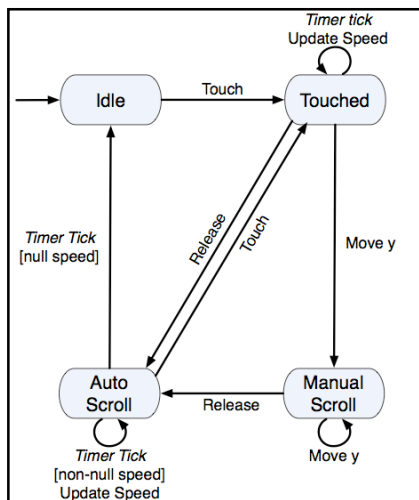 Timer tick
Update Speed
Idle
Touch
Touched
Release
Touch
Timer Tick
[null speed]
Move y
Auto
Scroll
Release
Manual
Scroll
Timer Tick
[non-null speed]
Update Speed
Move y